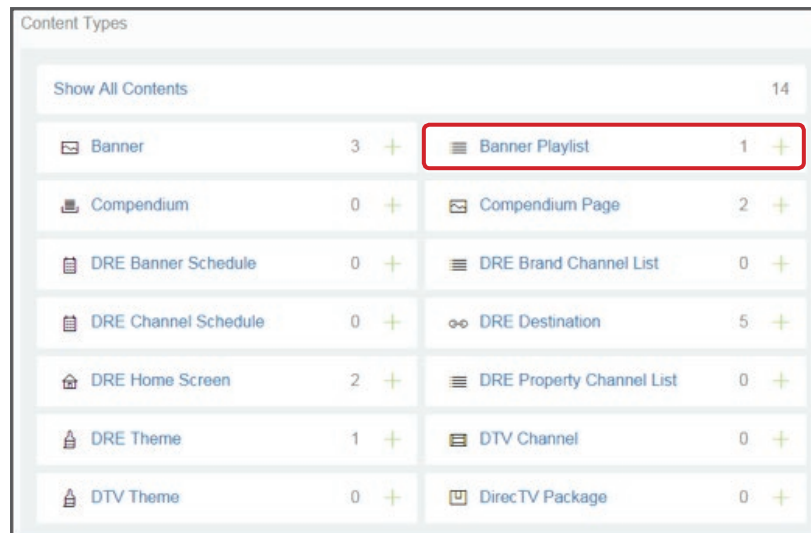 Content Types
Show All Contents 14
Banner 3 + Banner Playlist 1 +
Compendium 0 + Compendium Page 2 +
DRE Banner Schedule 0 + DRE Brand Channel List 0 +
DRE Channel Schedule 0 + DRE Destination 5 +
DRE Home Screen 2 + DRE Property Channel List 0 +
DRE Theme 1 + DTV Channel 0 +
DTV Theme 0 + DirecTV Package 0 +